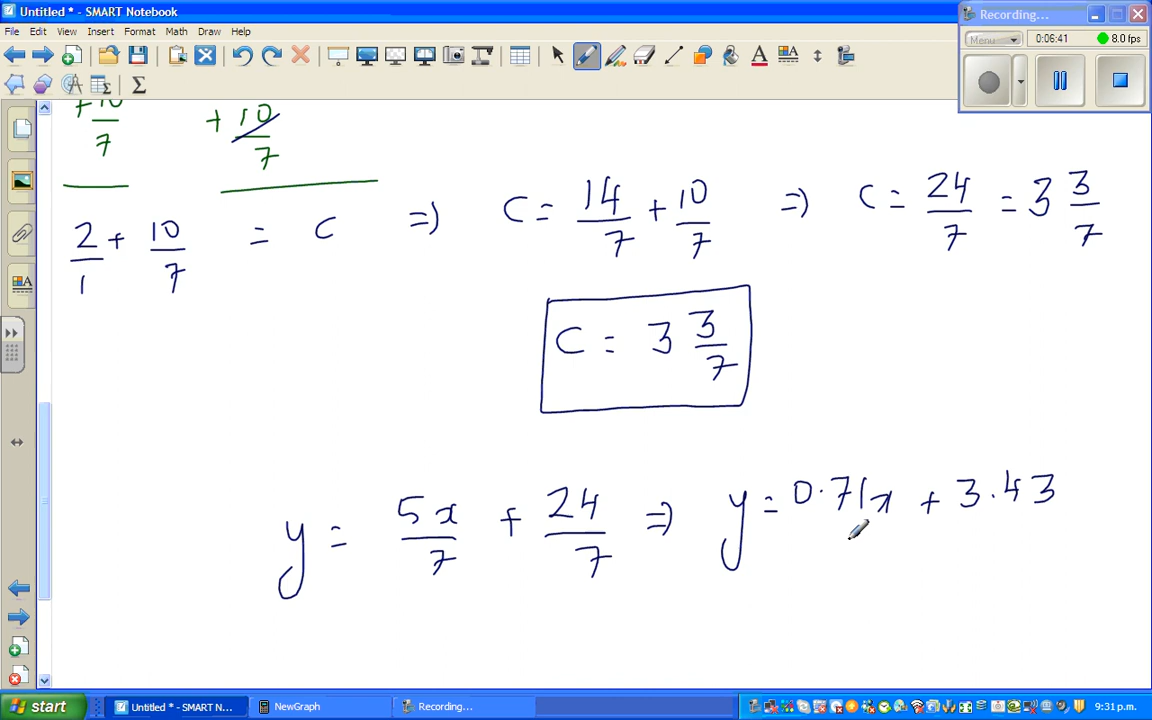 Untitled * - SMART Notebook
Recording...
File Edit View Insert Format Math Draw Help
Menu 0:06:41 8.0 fps
+10/7 + 10/7
2/1 + 10/7 = c => C = 14/7 + 10/7 => C = 24/7 = 3 3/7
C = 3 3/7
y = 5x/7 + 24/7 => y = 0.71x + 3.43
start Untitled * - SMART N... NewGraph Recording... 9:31 p.m.